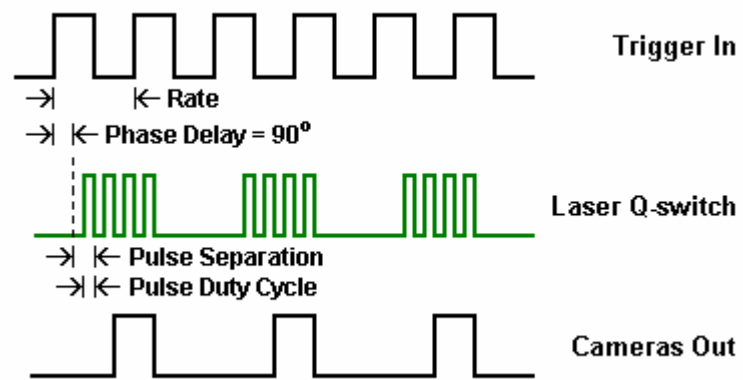 Trigger In
Rate
Phase Delay = 90°
Laser Q-switch
Pulse Separation
Pulse Duty Cycle
Cameras Out